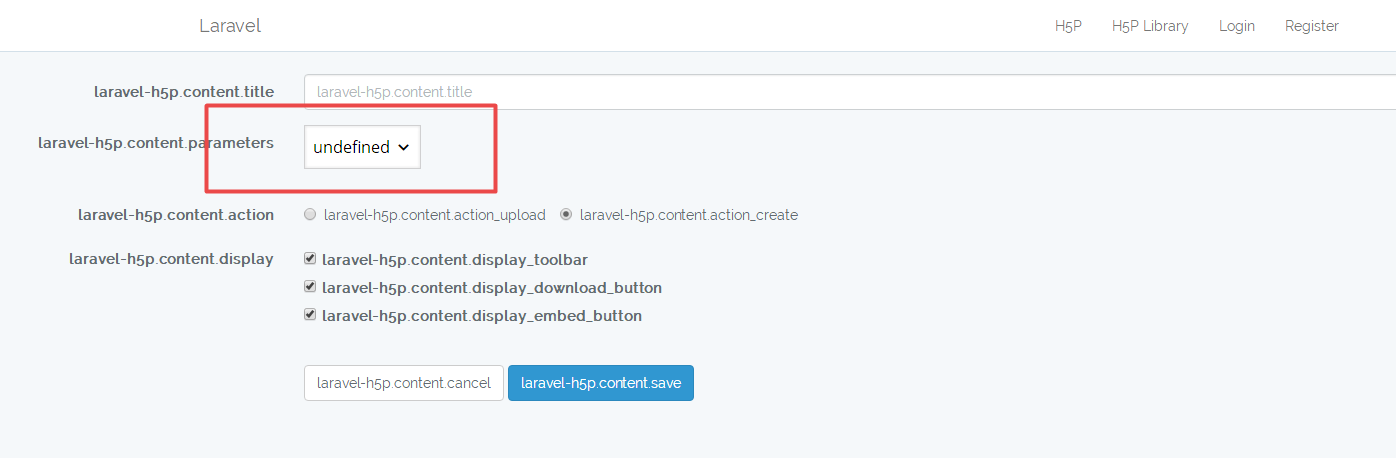 Laravel H5P H5P Library Login Register
laravel-h5p.content.title laravel-h5p.content.title
laravel-h5p.content.parameters undefined
laravel-h5p.content.action laravel-h5p.content.action_upload laravel-h5p.content.action_create
laravel-h5p.content.display laravel-h5p.content.display_toolbar
laravel-h5p.content.display_download_button
laravel-h5p.content.display_embed_button
laravel-h5p.content.cancel laravel-h5p.content.save